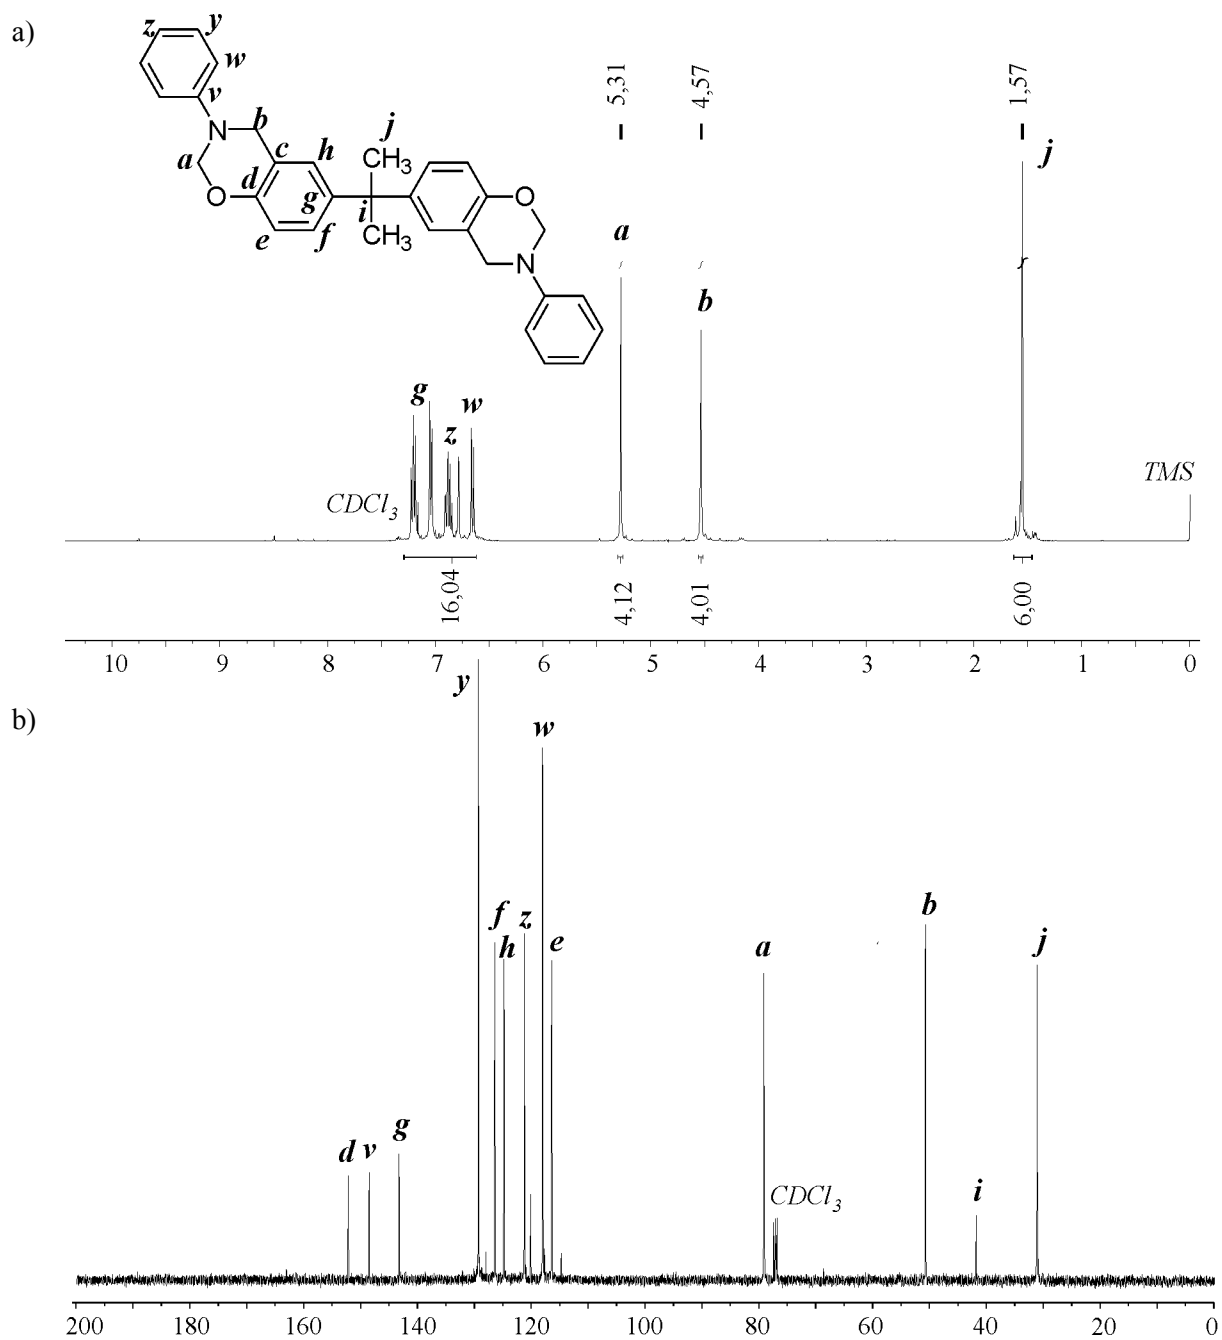 a)
z y
w
v
N b
j
a c h CH3
d g
O i
e f CH3
O
N
5,31 4,57 1,57
j
a
b
g
z w
CDCl3
TMS
16,04 4,12 4,01 6,00
10 9 8 7 6 5 4 3 2 1 0
b)
y
w
f z
h e
a b j
d v g
CDCl3 i
200 180 160 140 120 100 80 60 40 20 0